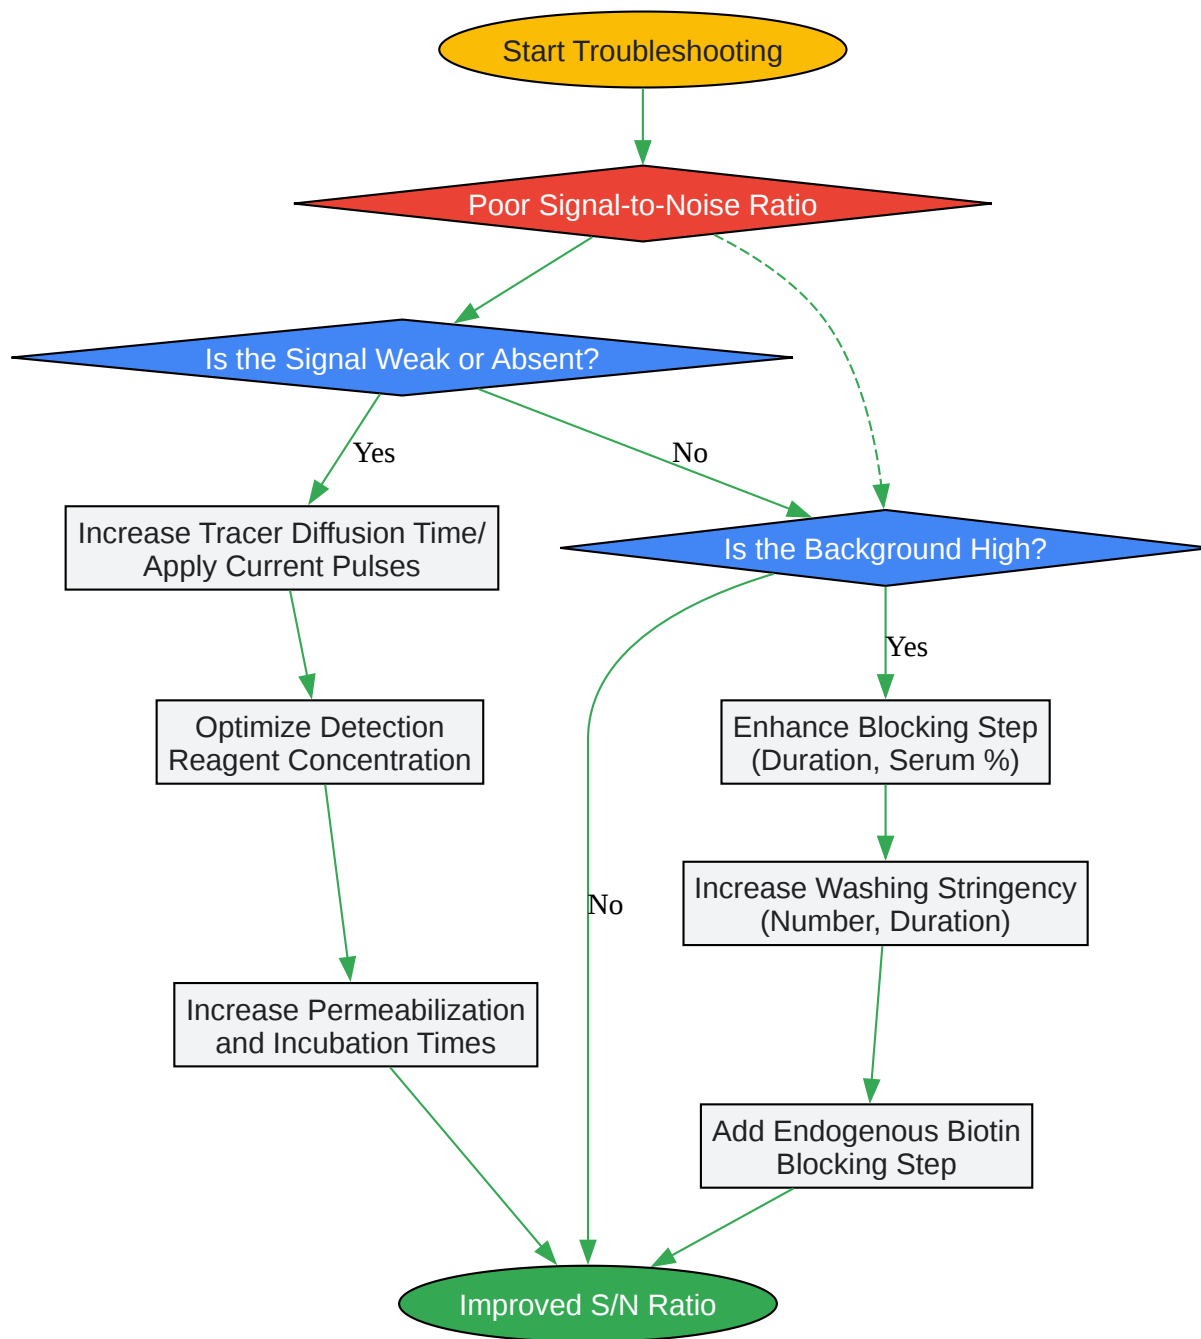 Start Troubleshooting
Poor Signal-to-Noise Ratio
Is the Signal Weak or Absent?
Yes
No
Increase Tracer Diffusion Time/
Apply Current Pulses
Is the Background High?
Yes
Optimize Detection
Reagent Concentration
Enhance Blocking Step
(Duration, Serum %)
Increase Washing Stringency
(Number, Duration)
No
Increase Permeabilization
and Incubation Times
Add Endogenous Biotin
Blocking Step
Improved S/N Ratio